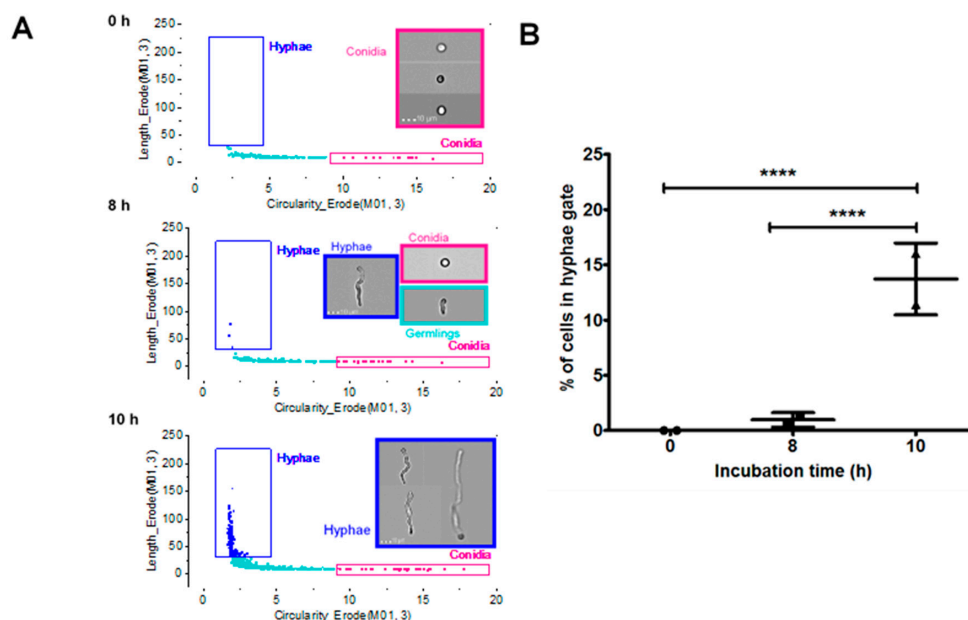 A
0 h
Length_Erode(M01, 3)
250
200
150
100
50
0
Hyphae
Conidia
10 µm
Conidia
0 5 10 15 20
Circularity_Erode(M01, 3)
8 h
Length_Erode(M01, 3)
250
200
150
100
50
0
Hyphae
Hyphae
Conidia
Germlings
Conidia
0 5 10 15 20
Circularity_Erode(M01, 3)
10 h
Length_Erode(M01, 3)
250
200
150
100
50
0
Hyphae
Hyphae
Conidia
0 5 10 15 20
Circularity_Erode(M01, 3)
B
% of cells in hyphae gate
25
20
15
10
5
0
****
****
0 8 10
Incubation time (h)